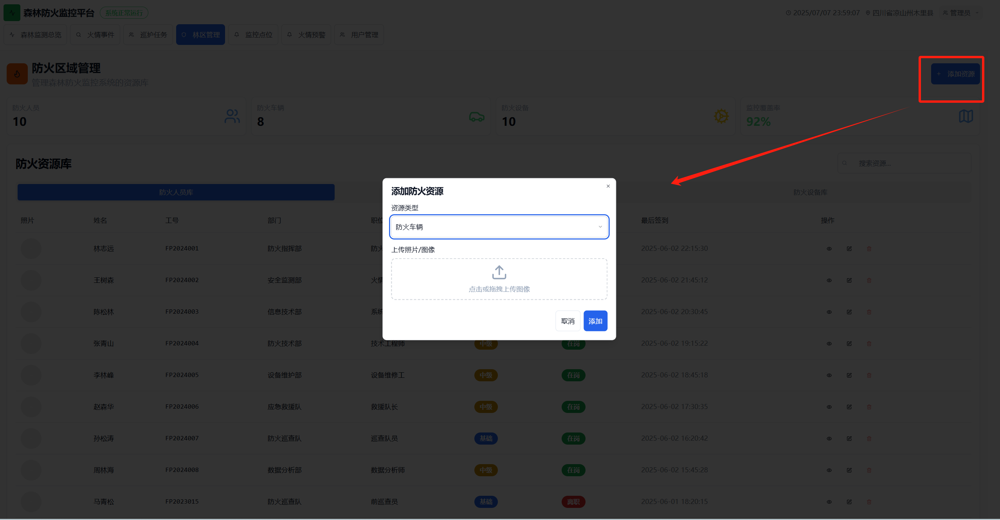 森林防火监控平台 系统正常运行 2025/07/07 23:59:07 四川省凉山州木里县 管理员
森林监测总览 火情事件 巡护任务 林区管理 监控点位 火情预警 用户管理
防火区域管理
管理森林防火监控系统的资源库
添加资源
防火人员 防火车辆 防火设备 监控覆盖率
10 8 10 92%
防火资源库 搜索资源...
防火人员库 防火设备库
添加防火资源
资源类型
防火车辆
上传照片/图像
点击或拖拽上传图像
取消 添加
照片 姓名 工号 部门 职位 最后签到 操作
林志远 FP2024001 防火指挥部 防火 2025-06-02 22:15:30
王树森 FP2024002 安全监测部 火情 2025-06-02 21:45:12
陈松林 FP2024003 信息技术部 系统 2025-06-02 20:30:45
张青山 FP2024004 防火技术部 技术工程师 中级 在岗 2025-06-02 19:15:22
李林峰 FP2024005 设备维护部 设备维修工 中级 在岗 2025-06-02 18:45:18
赵森华 FP2024006 应急救援队 救援队长 中级 在岗 2025-06-02 17:30:35
孙松涛 FP2024007 防火巡查队 巡查队员 基础 在岗 2025-06-02 16:20:42
周林海 FP2024008 数据分析部 数据分析师 中级 在岗 2025-06-02 15:45:28
马青松 FP2023015 防火巡查队 前巡查员 基础 离职 2025-06-01 18:20:15